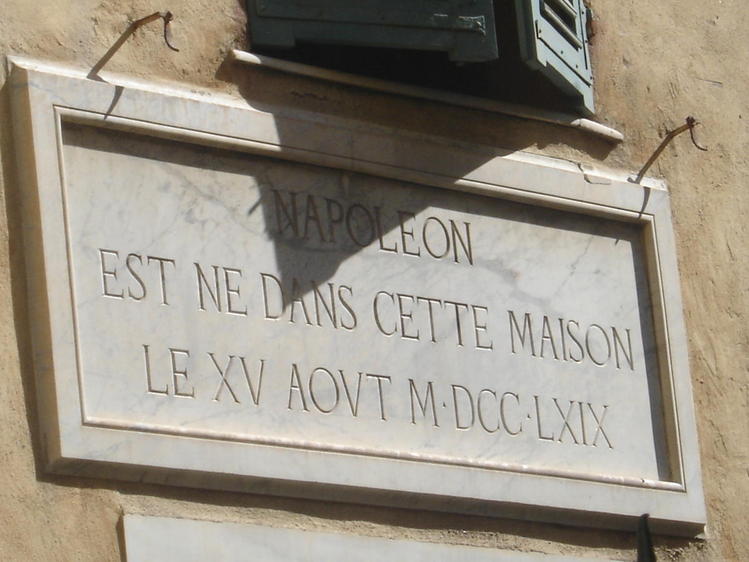 NAPOLEON
EST NE DANS CETTE MAISON
LE XV AOVT M·DCC·LXIX